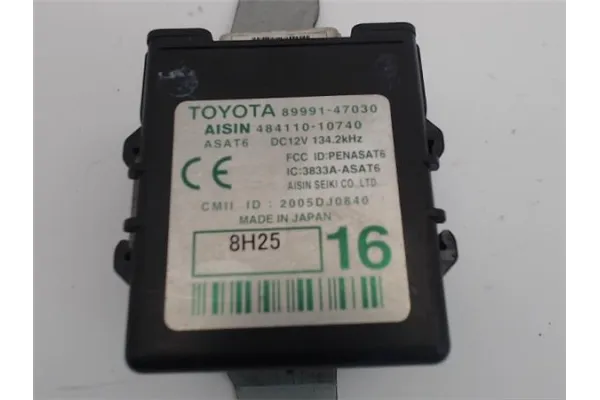 TOYOTA 89991-47030
AISIN 484110-10740
ASAT6 DC12V 134.2kHz
FCC ID:PENASAT6
IC:3833A-ASAT6
AISIN SEIKI CO.,LTD.
CE
CMII ID : 2005DJ0840
MADE IN JAPAN
8H25
16